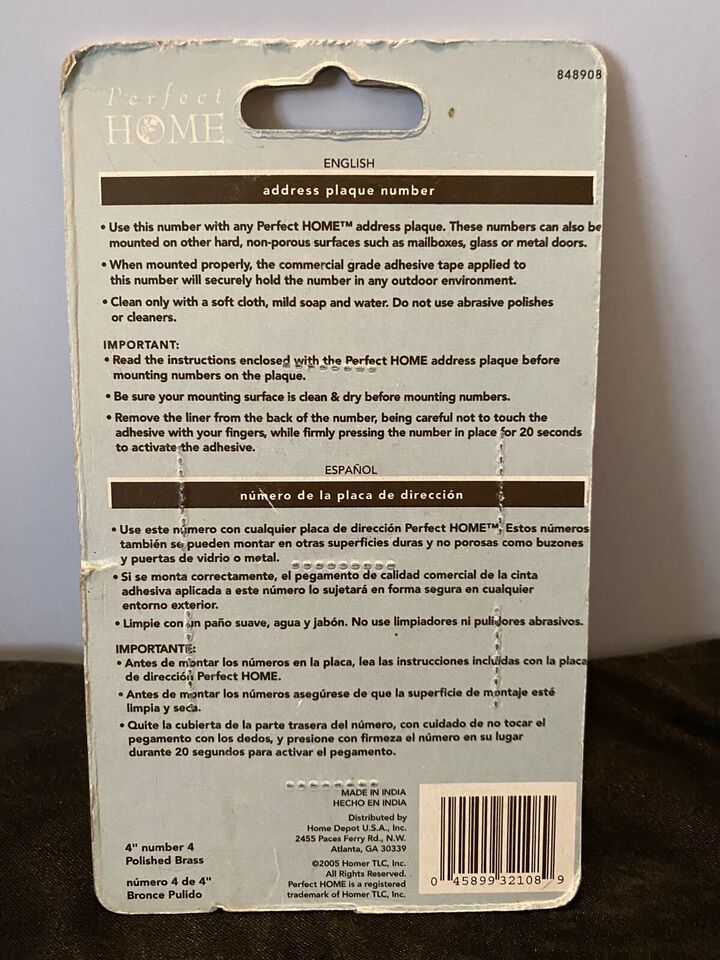 848908
Perfect
HOME™
ENGLISH
address plaque number
• Use this number with any Perfect HOME™ address plaque. These numbers can also be
mounted on other hard, non-porous surfaces such as mailboxes, glass or metal doors.
• When mounted properly, the commercial grade adhesive tape applied to
this number will securely hold the number in any outdoor environment.
• Clean only with a soft cloth, mild soap and water. Do not use abrasive polishes
or cleaners.
IMPORTANT:
• Read the instructions enclosed with the Perfect HOME address plaque before
mounting numbers on the plaque.
• Be sure your mounting surface is clean & dry before mounting numbers.
• Remove the liner from the back of the number, being careful not to touch the
adhesive with your fingers, while firmly pressing the number in place for 20 seconds
to activate the adhesive.
ESPAÑOL
número de la placa de dirección
• Use este número con cualquier placa de dirección Perfect HOME™. Estos números
también se pueden montar en otras superficies duras y no porosas como buzones
y puertas de vidrio o metal.
• Si se monta correctamente, el pegamento de calidad comercial de la cinta
adhesiva aplicada a este número lo sujetará en forma segura en cualquier
entorno exterior.
• Limpie con un paño suave, agua y jabón. No use limpiadores ni pulidores abrasivos.
IMPORTANTE:
• Antes de montar los números en la placa, lea las instrucciones incluidas con la placa
de dirección Perfect HOME.
• Antes de montar los números asegúrese de que la superficie de montaje esté
limpia y seca.
• Quite la cubierta de la parte trasera del número, con cuidado de no tocar el
pegamento con los dedos, y presione con firmeza el número en su lugar
durante 20 segundos para activar el pegamento.
MADE IN INDIA
HECHO EN INDIA
Distributed by
Home Depot U.S.A., Inc.
2455 Paces Ferry Rd., N.W.
Atlanta, GA 30339
©2005 Homer TLC, Inc.
All Rights Reserved.
Perfect HOME is a registered
trademark of Homer TLC, Inc.
4" number 4
Polished Brass
número 4 de 4"
Bronce Pulido
0 45899 32108 9